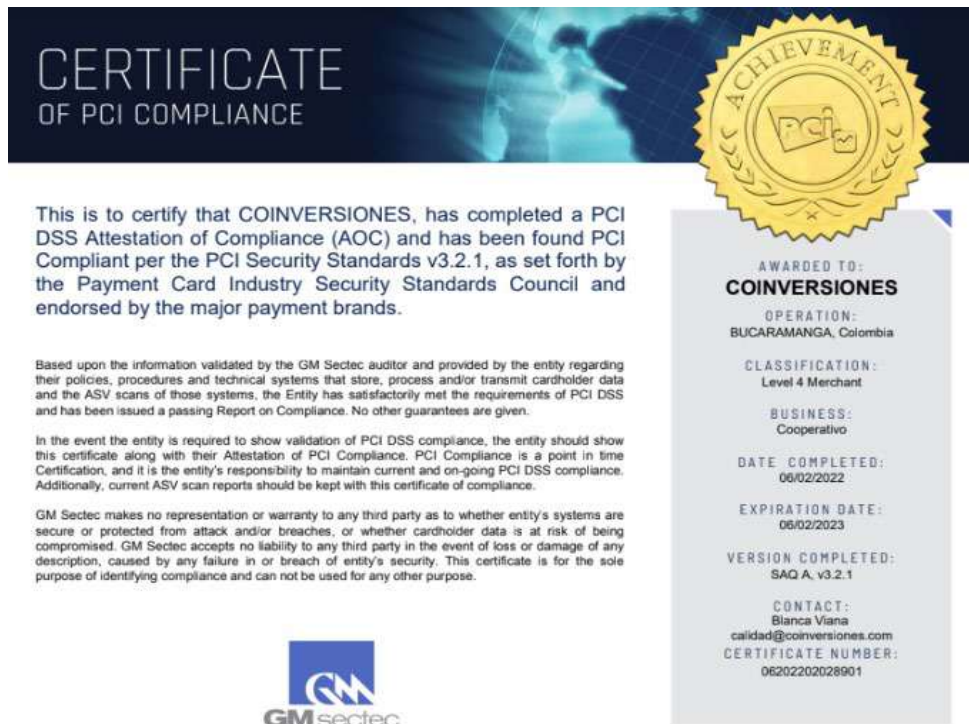 CERTIFICATE
OF PCI COMPLIANCE
ACHIEVEMENT
PCI
This is to certify that COINVERSIONES, has completed a PCI
DSS Attestation of Compliance (AOC) and has been found PCI
Compliant per the PCI Security Standards v3.2.1, as set forth by
the Payment Card Industry Security Standards Council and
endorsed by the major payment brands.
Based upon the information validated by the GM Sectec auditor and provided by the entity regarding
their policies, procedures and technical systems that store, process and/or transmit cardholder data
and the ASV scans of those systems, the Entity has satisfactorily met the requirements of PCI DSS
and has been issued a passing Report on Compliance. No other guarantees are given.
In the event the entity is required to show validation of PCI DSS compliance, the entity should show
this certificate along with their Attestation of PCI Compliance. PCI Compliance is a point in time
Certification, and it is the entity's responsibility to maintain current and on-going PCI DSS compliance.
Additionally, current ASV scan reports should be kept with this certificate of compliance.
GM Sectec makes no representation or warranty to any third party as to whether entity's systems are
secure or protected from attack and/or breaches, or whether cardholder data is at risk of being
compromised. GM Sectec accepts no liability to any third party in the event of loss or damage of any
description, caused by any failure in or breach of entity's security. This certificate is for the sole
purpose of identifying compliance and can not be used for any other purpose.
GM sectec
AWARDED TO:
COINVERSIONES
OPERATION:
BUCARAMANGA, Colombia
CLASSIFICATION:
Level 4 Merchant
BUSINESS:
Cooperativo
DATE COMPLETED:
06/02/2022
EXPIRATION DATE:
06/02/2023
VERSION COMPLETED:
SAQ A, v3.2.1
CONTACT:
Blanca Viana
calidad@coinversiones.com
CERTIFICATE NUMBER:
06202202028901